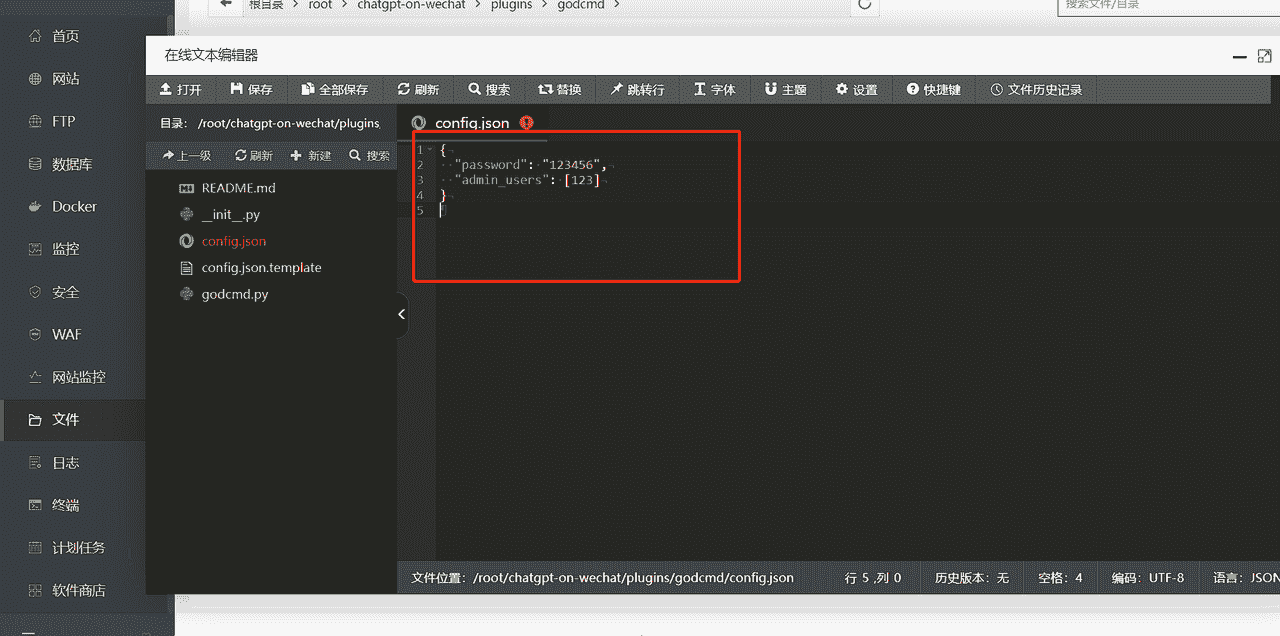 根目录 root chatgpt-on-wechat plugins godcmd
搜索文件/目录
首页
网站
FTP
数据库
Docker
监控
安全
WAF
网站监控
文件
日志
终端
计划任务
软件商店
在线文本编辑器
打开 保存 全部保存 刷新 搜索 替换 跳转行 字体 主题 设置 快捷键 文件历史记录
目录： /root/chatgpt-on-wechat/plugins
上一级 刷新 新建 搜索
README.md
__init__.py
config.json
config.json.template
godcmd.py
config.json
1 {
2 "password": "123456",
3 "admin_users": [123]
4 }
5
文件位置： /root/chatgpt-on-wechat/plugins/godcmd/config.json 行 5 ,列 0 历史版本： 无 空格： 4 编码： UTF-8 语言： JSON